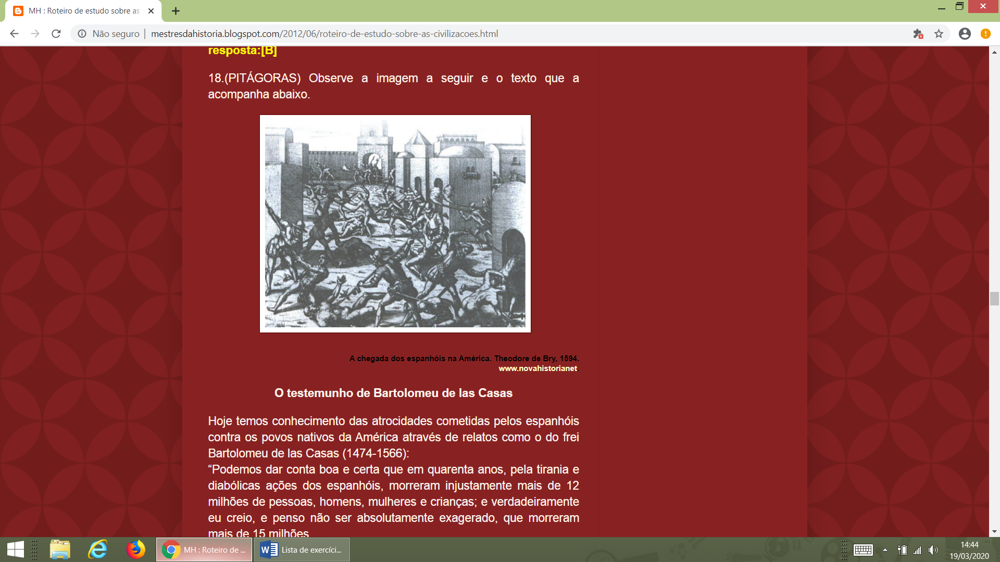 MH : Roteiro de estudo sobre as
Não seguro
mestresdahistoria.blogspot.com/2012/06/roteiro-de-estudo-sobre-as-civilizacoes.html
resposta:[B]
18.(PITÁGORAS) Observe a imagem a seguir e o texto que a
acompanha abaixo.
A chegada dos espanhóis na América. Theodore de Bry, 1594.
www.novahistorianet.
O testemunho de Bartolomeu de las Casas
Hoje temos conhecimento das atrocidades cometidas pelos espanhóis
contra os povos nativos da América através de relatos como o do frei
Bartolomeu de las Casas (1474-1566):
“Podemos dar conta boa e certa que em quarenta anos, pela tirania e
diabólicas ações dos espanhóis, morreram injustamente mais de 12
milhões de pessoas, homens, mulheres e crianças; e verdadeiramente
eu creio, e penso não ser absolutamente exagerado, que morreram
mais de 15 milhões
MH : Roteiro de ...
Lista de exercíci...
14:44
19/03/2020